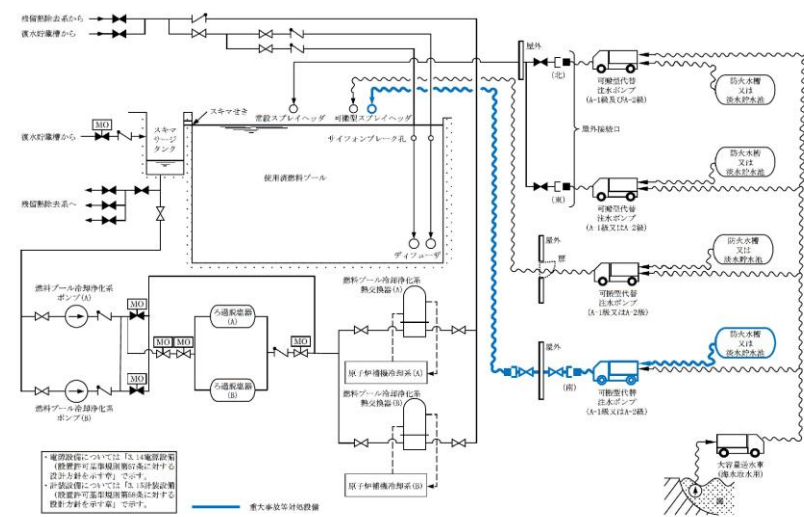 残留熱除去系から
復水貯蔵槽から
屋外
(北)
可搬型代替
注水ポンプ
(A-1級及びA-2級)
防火水槽
又は
淡水貯水池
スキマせき
常設スプレイヘッダ
可搬型スプレイヘッダ
屋外接続口
復水貯蔵槽から
MO
スキマ
サージ
タンク
サイフォンブレーク孔
使用済燃料プール
防火水槽
又は
淡水貯水池
(東)
可搬型代替
注水ポンプ
(A-1級又はA-2級)
残留熱除去系へ
ディフューザ
屋外
扉
防火水槽
又は
淡水貯水池
可搬型代替
注水ポンプ
(A-1級又はA-2級)
燃料プール冷却浄化系
ポンプ(A)
MO
MO
MO
ろ過脱塩器
(A)
MO
燃料プール冷却浄化系
熱交換器(A)
原子炉補機冷却系(A)
屋外
(南)
防火水槽
又は
淡水貯水池
可搬型代替
注水ポンプ
(A-1級又はA-2級)
MO
ろ過脱塩器
(B)
燃料プール冷却浄化系
ポンプ(B)
燃料プール冷却浄化系
熱交換器(B)
原子炉補機冷却系(B)
大容量送水車
(海水取水用)
・電源設備については「3.14電源設備
(設置許可基準規則第57条に対する
設計方針を示す章)」で示す。
・計装設備については「3.15計装設備
(設置許可基準規則第58条に対する
設計方針を示す章)」で示す。
重大事故等対処設備